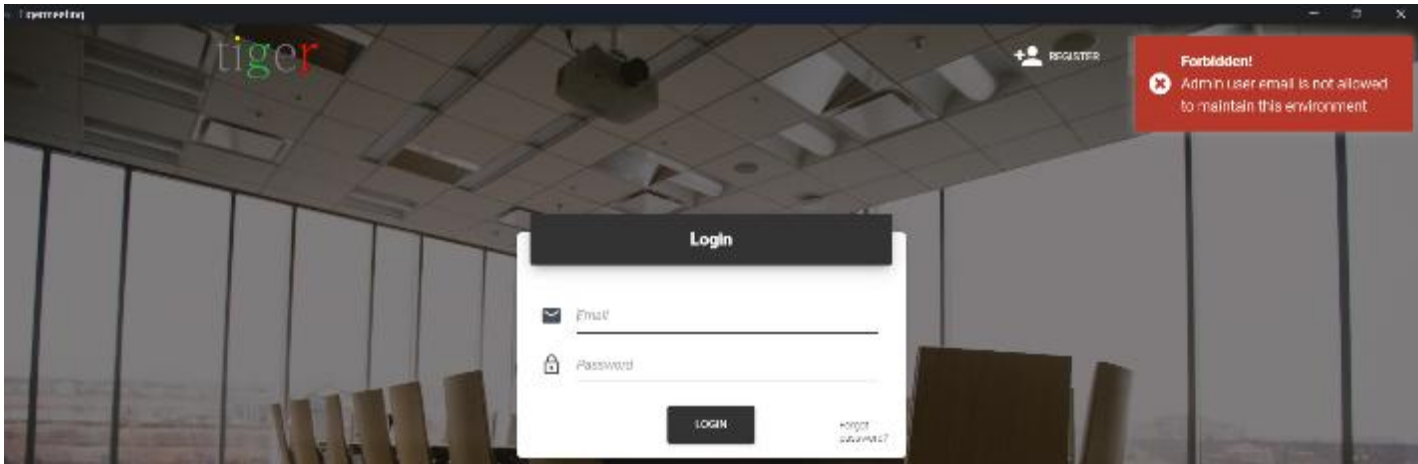 Tigermeeting
tiger
REGISTER
Forbidden!
Admin user email is not allowed
to maintain this environment
Login
Email
Password
LOGIN
Forgot
password?